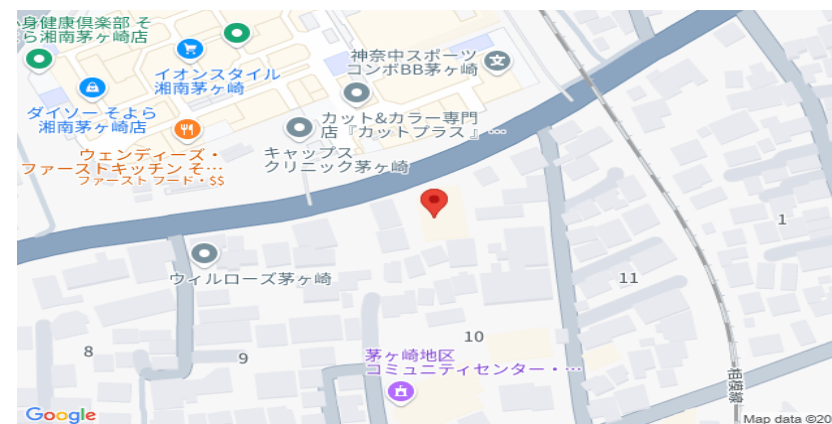 身健康倶楽部 そ
ら湘南茅ヶ崎店
イオンスタイル
湘南茅ヶ崎
神奈中スポーツ
コンボBB茅ヶ崎
ダイソー そよら
湘南茅ヶ崎店
カット&カラー専門
店『カットプラス 』…
ウェンディーズ・
ファーストキッチン そ…
ファースト フード・$$
キャップス
クリニック茅ヶ崎
1
ウィルローズ茅ヶ崎
11
10
8
9
茅ヶ崎地区
コミュニティセンター・…
相模線
Google
Map data ©20